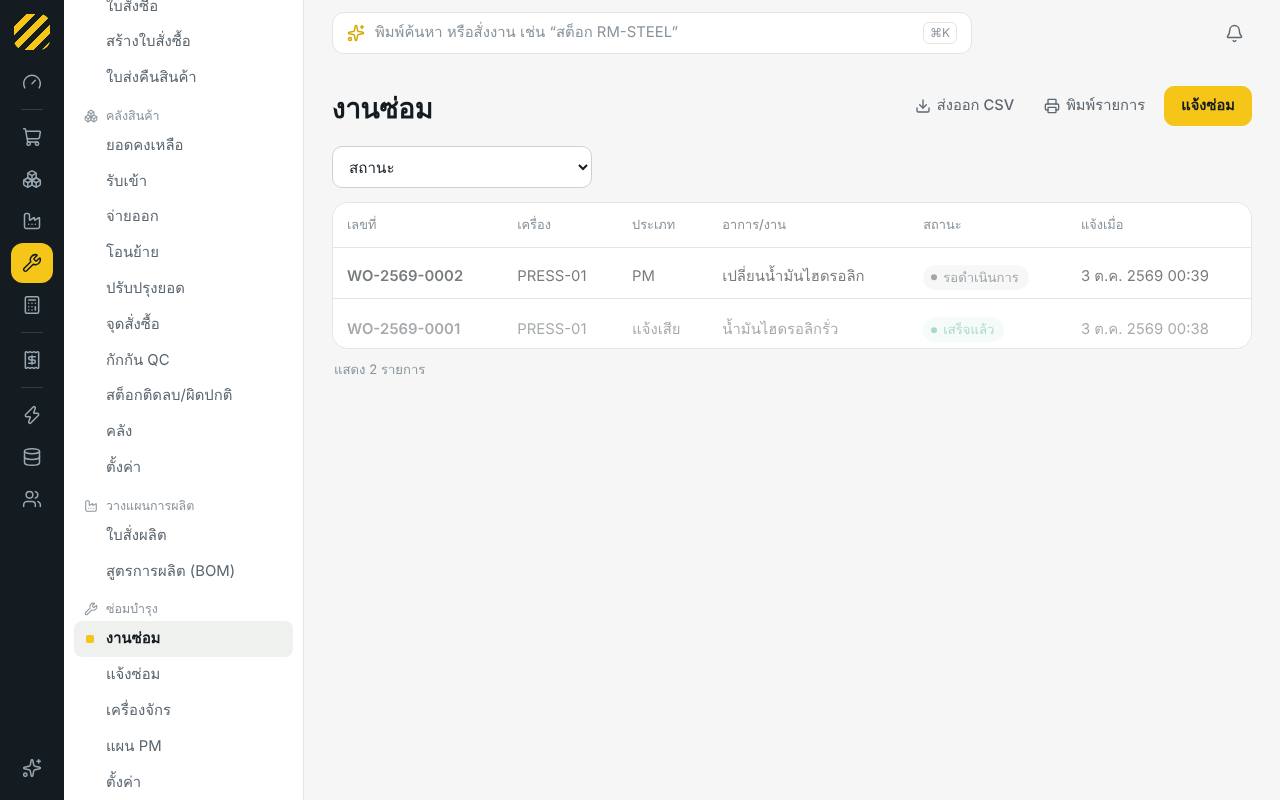 ใบสั่งซื้อ
สร้างใบสั่งซื้อ
ใบส่งคืนสินค้า
คลังสินค้า
ยอดคงเหลือ
รับเข้า
จ่ายออก
โอนย้าย
ปรับปรุงยอด
จุดสั่งซื้อ
กักกัน QC
สต็อกติดลบ/ผิดปกติ
คลัง
ตั้งค่า
วางแผนการผลิต
ใบสั่งผลิต
สูตรการผลิต (BOM)
ซ่อมบำรุง
งานซ่อม
แจ้งซ่อม
เครื่องจักร
แผน PM
ตั้งค่า
พิมพ์ค้นหา หรือสั่งงาน เช่น “สต็อก RM-STEEL” ⌘K
งานซ่อม
ส่งออก CSV พิมพ์รายการ แจ้งซ่อม
สถานะ
เลขที่ เครื่อง ประเภท อาการ/งาน สถานะ แจ้งเมื่อ
WO-2569-0002 PRESS-01 PM เปลี่ยนน้ำมันไฮดรอลิก รอดำเนินการ 3 ต.ค. 2569 00:39
WO-2569-0001 PRESS-01 แจ้งเสีย น้ำมันไฮดรอลิกรั่ว เสร็จแล้ว 3 ต.ค. 2569 00:38
แสดง 2 รายการ